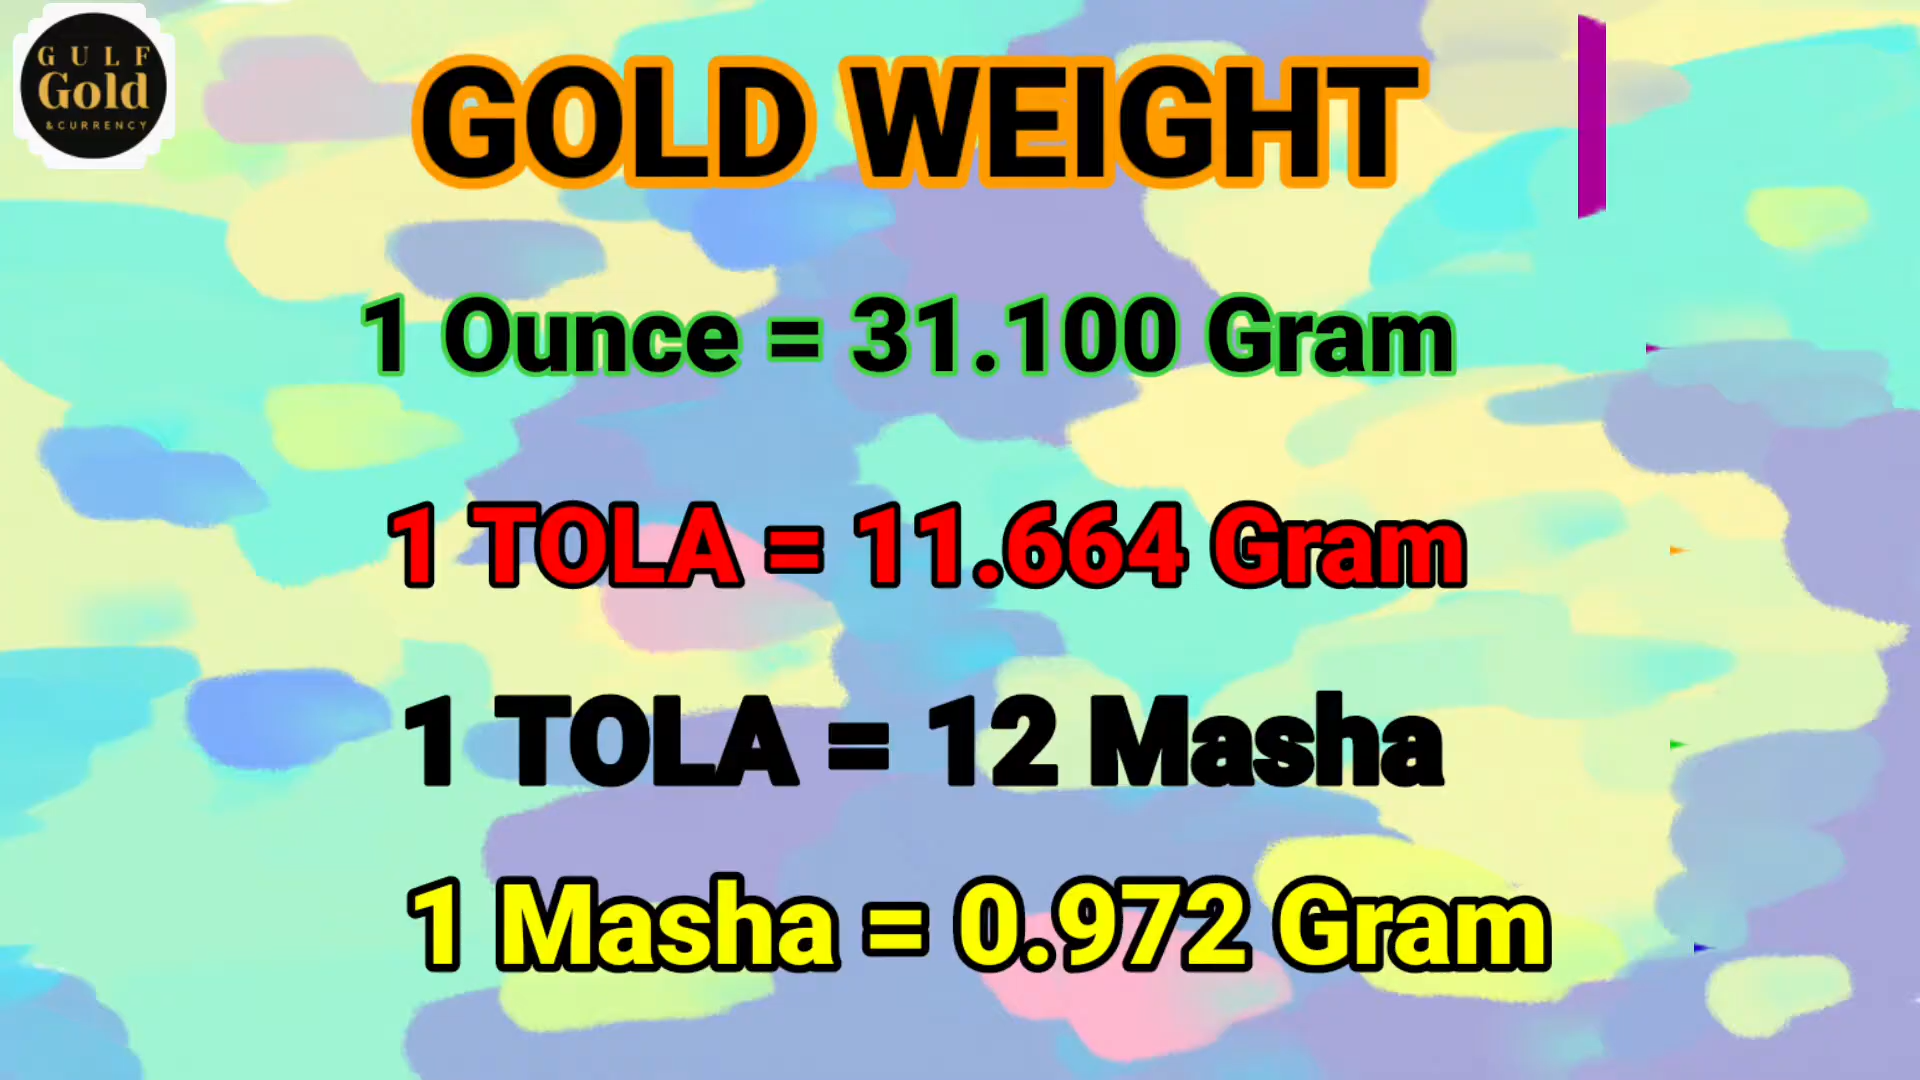 GULF
Gold
& CURRENCY
GOLD WEIGHT
1 Ounce = 31.100 Gram
1 TOLA = 11.664 Gram
1 TOLA = 12 Masha
1 Masha = 0.972 Gram